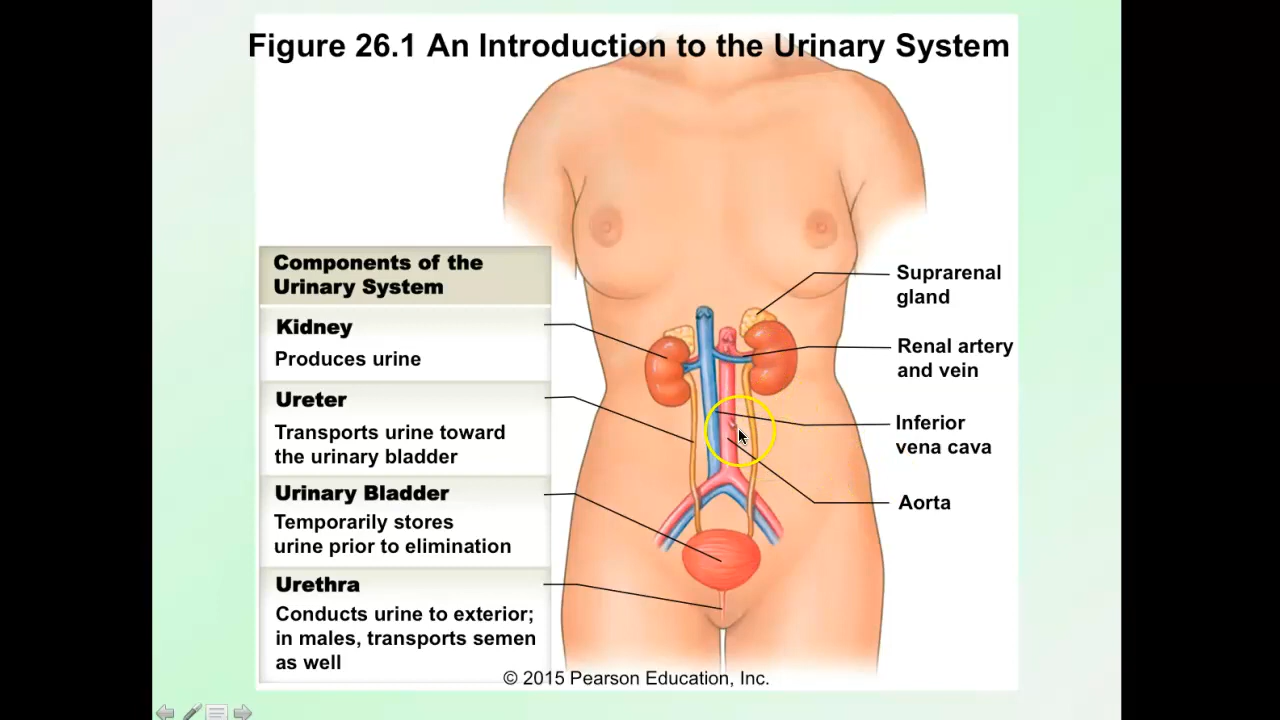 Figure 26.1 An Introduction to the Urinary System
Components of the
Urinary System
Kidney
Produces urine
Ureter
Transports urine toward
the urinary bladder
Urinary Bladder
Temporarily stores
urine prior to elimination
Urethra
Conducts urine to exterior;
in males, transports semen
as well
Suprarenal
gland
Renal artery
and vein
Inferior
vena cava
Aorta
© 2015 Pearson Education, Inc.